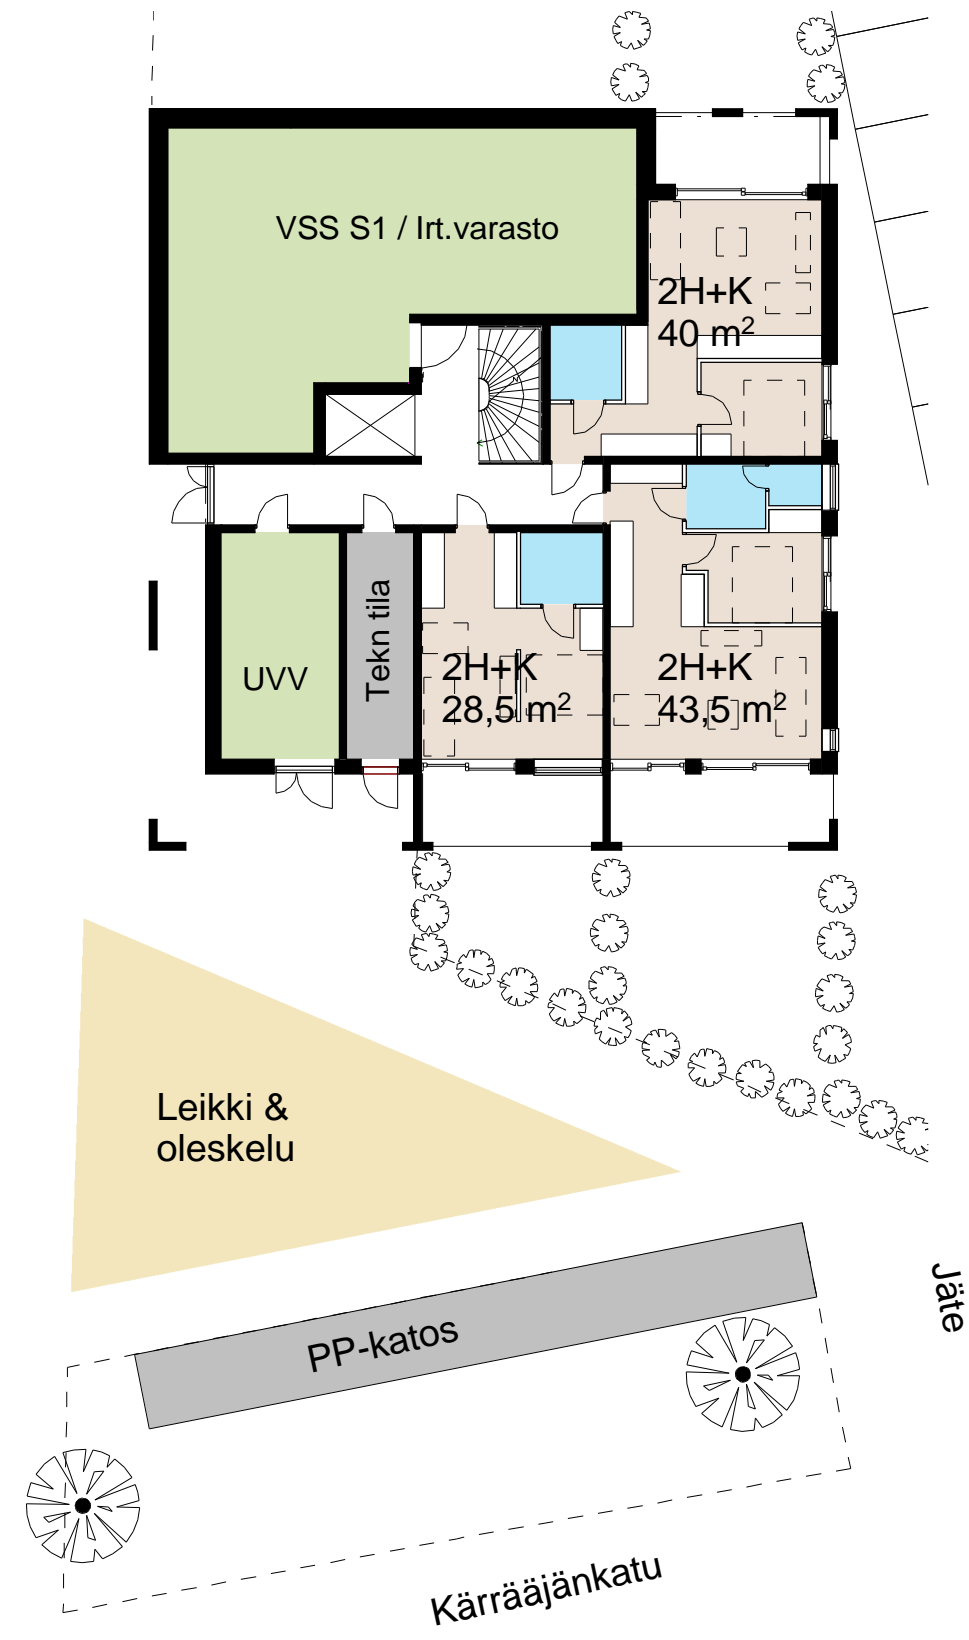 VSS S1 / Irt.varasto
2H+K
40 m²
UVV
Tekn tila
2H+K
28,5 m²
2H+K
43,5 m²
Leikki &
oleskelu
Jäte
PP-katos
Kärrääjänkatu